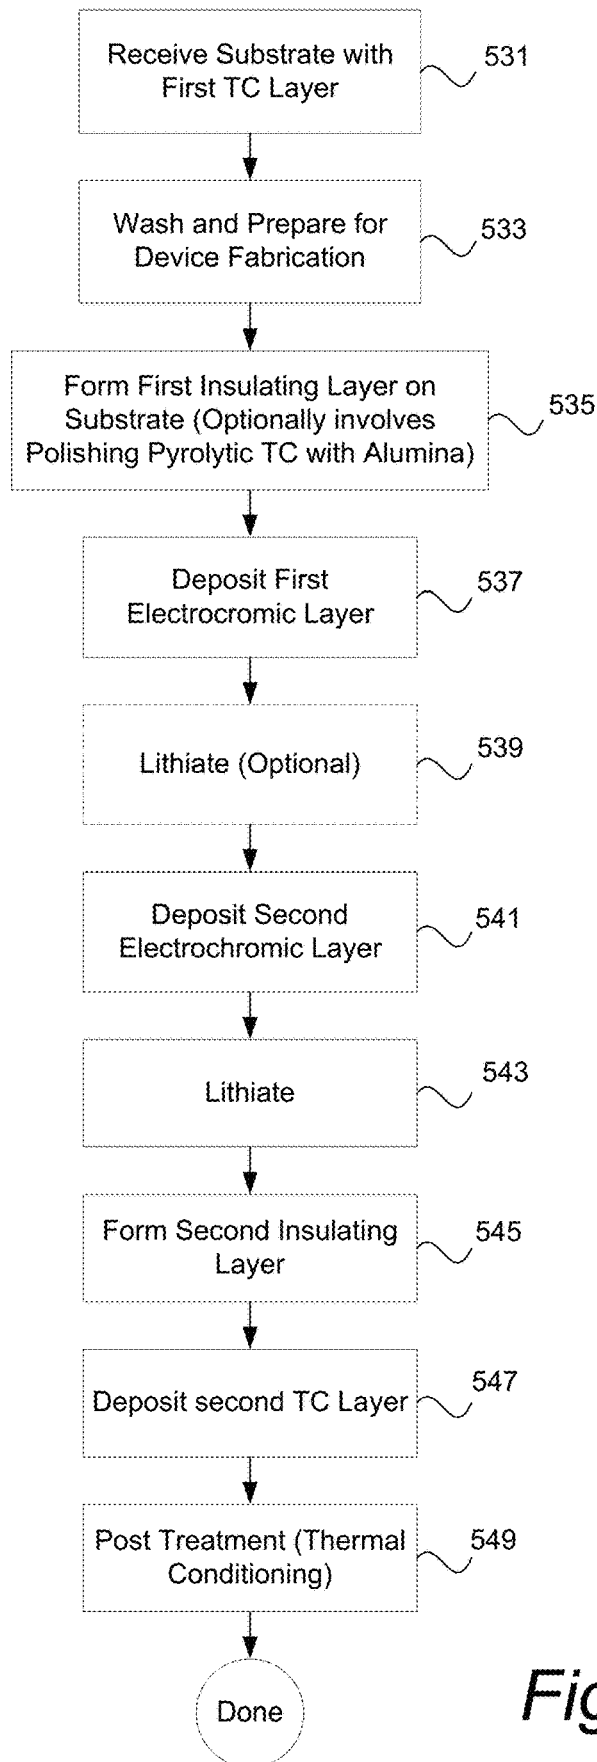 Receive Substrate with
First TC Layer
531
Wash and Prepare for
Device Fabrication
533
Form First Insulating Layer on
Substrate (Optionally involves
Polishing Pyrolytic TC with Alumina)
535
Deposit First
Electrocromic Layer
537
Lithiate (Optional)
539
Deposit Second
Electrochromic Layer
541
Lithiate
543
Form Second Insulating
Layer
545
Deposit second TC Layer
547
Post Treatment (Thermal
Conditioning)
549
Done
Fig